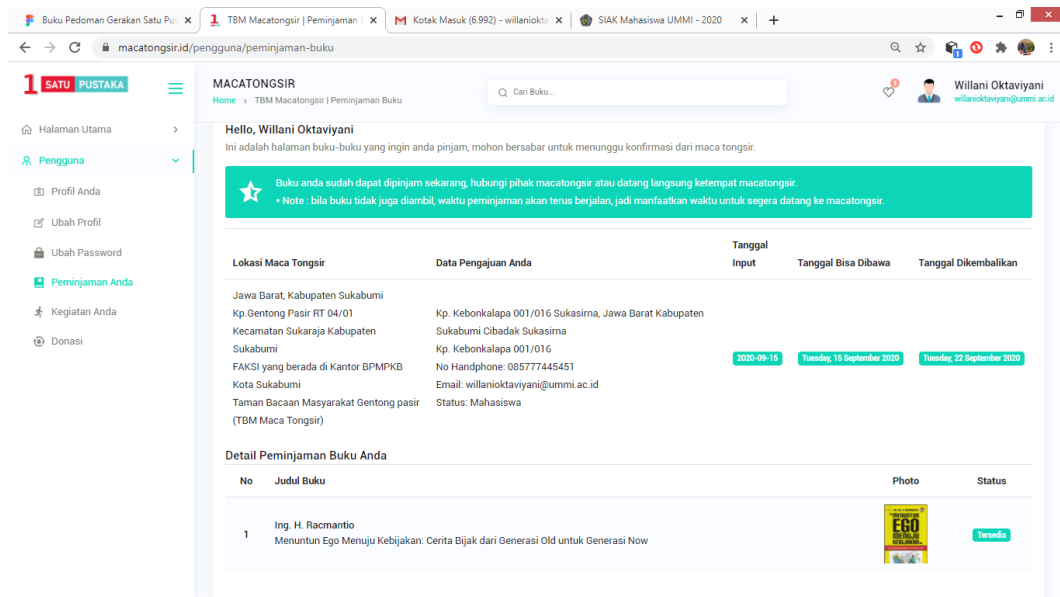 Buku Pedoman Gerakan Satu Pus
TBM Macatongsir | Peminjaman
Kotak Masuk (6.992) - willaniokta
SIAK Mahasiswa UMMI - 2020
macatongsir.id/pengguna/peminjaman-buku
1 SATU PUSTAKA
MACATONGSIR
Home > TBM Macatongsir | Peminjaman Buku
Cari Buku...
9
Willani Oktaviyani
willanioktaviyani@ummi.ac.id
Halaman Utama
Pengguna
Profil Anda
Ubah Profil
Ubah Password
Peminjaman Anda
Kegiatan Anda
Donasi
Hello, Willani Oktaviyani
Ini adalah halaman buku-buku yang ingin anda pinjam, mohon bersabar untuk menunggu konfirmasi dari maca tongsir.
Buku anda sudah dapat dipinjam sekarang, hubungi pihak macatongsir atau datang langsung ketempat macatongsir.
• Note : bila buku tidak juga diambil, waktu peminjaman akan terus berjalan, jadi manfaatkan waktu untuk segera datang ke macatongsir.
Lokasi Maca Tongsir
Data Pengajuan Anda
Tanggal
Input
Tanggal Bisa Dibawa
Tanggal Dikembalikan
Jawa Barat, Kabupaten Sukabumi
Kp.Gentong Pasir RT 04/01
Kecamatan Sukaraja Kabupaten
Sukabumi
FAKSI yang berada di Kantor BPMPKB
Kota Sukabumi
Taman Bacaan Masyarakat Gentong pasir
(TBM Maca Tongsir)
Kp. Kebonkalapa 001/016 Sukasirna, Jawa Barat Kabupaten
Sukabumi Cibadak Sukasirna
Kp. Kebonkalapa 001/016
No Handphone: 085777445451
Email: willanioktaviyani@ummi.ac.id
Status: Mahasiswa
2020-09-15
Tuesday, 15 September 2020
Tuesday, 22 September 2020
Detail Peminjaman Buku Anda
No
Judul Buku
Photo
Status
1
Ing. H. Racmantio
Menuntun Ego Menuju Kebijakan: Cerita Bijak dari Generasi Old untuk Generasi Now
MENUNTUN
EGO
MENUJU
Tersedia